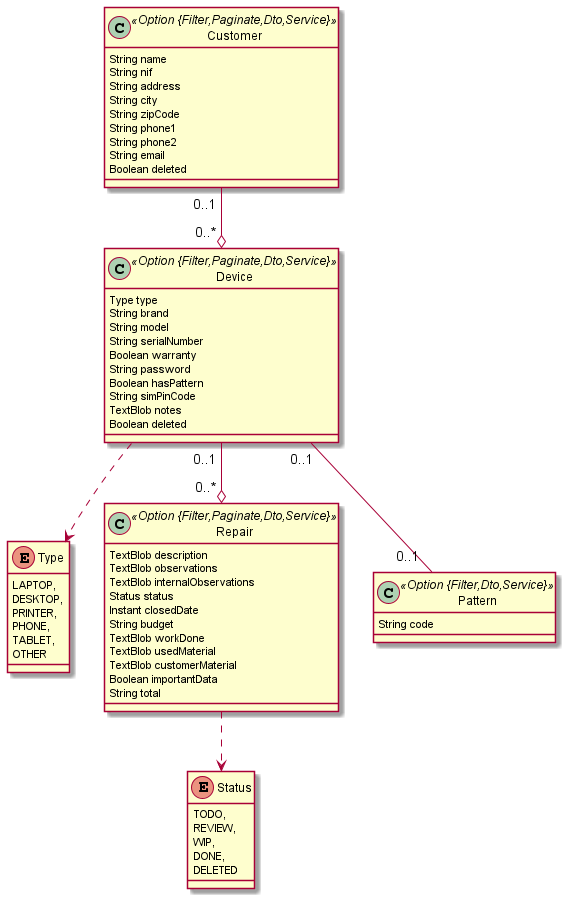 C «Option {Filter,Paginate,Dto,Service}»
Customer
String name
String nif
String address
String city
String zipCode
String phone1
String phone2
String email
Boolean deleted
0..1
0..*
C «Option {Filter,Paginate,Dto,Service}»
Device
Type type
String brand
String model
String serialNumber
Boolean warranty
String password
Boolean hasPattern
String simPinCode
TextBlob notes
Boolean deleted
0..1
0..*
0..1
0..1
C «Option {Filter,Paginate,Dto,Service}»
Repair
TextBlob description
TextBlob observations
TextBlob internalObservations
Status status
Instant closedDate
String budget
TextBlob workDone
TextBlob usedMaterial
TextBlob customerMaterial
Boolean importantData
String total
E Type
LAPTOP,
DESKTOP,
PRINTER,
PHONE,
TABLET,
OTHER
C «Option {Filter,Dto,Service}»
Pattern
String code
E Status
TODO,
REVIEW,
WIP,
DONE,
DELETED